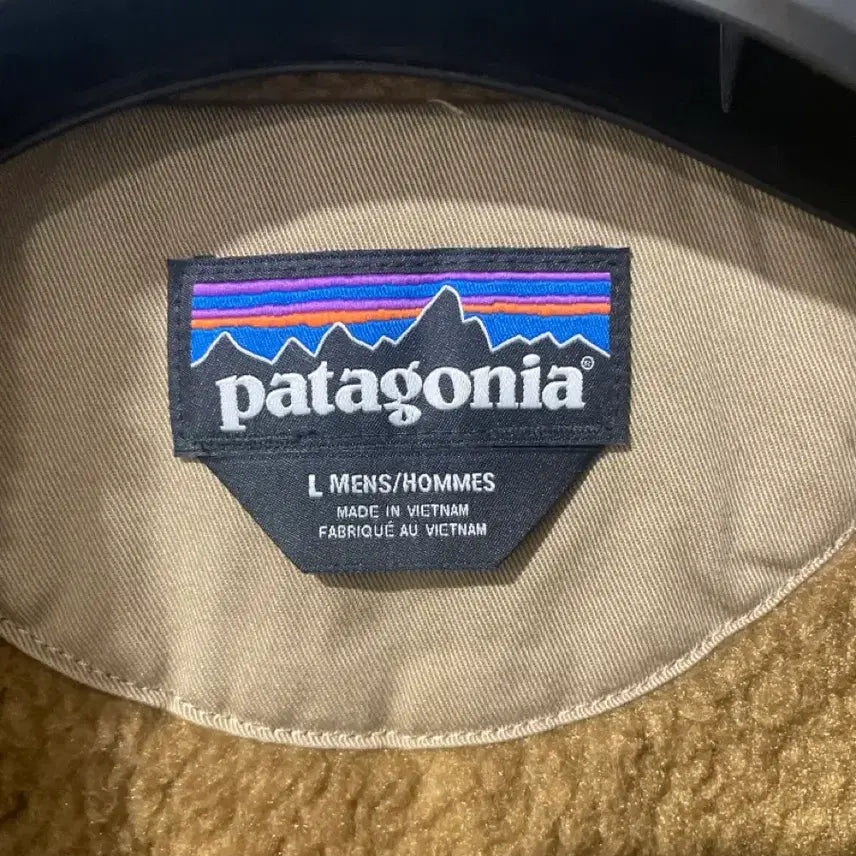 patagonia®
L MENS/HOMMES
MADE IN VIETNAM
FABRIQUÉ AU VIETNAM